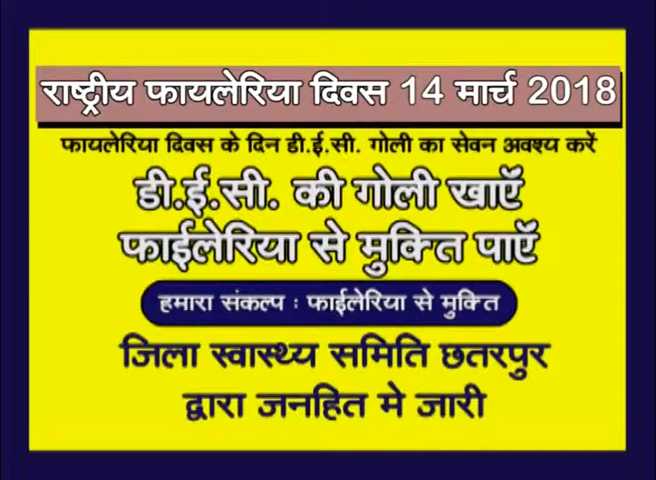 राष्ट्रीय फायलेरिया दिवस 14 मार्च 2018
फायलेरिया दिवस के दिन डी.ई.सी. गोली का सेवन अवश्य करें
डी.ई.सी. की गोली खाएॅ
फाईलेरिया से मुक्ति पाएॅ
हमारा संकल्प : फाईलेरिया से मुक्ति
जिला स्वास्थ्य समिति छतरपुर
द्वारा जनहित मे जारी